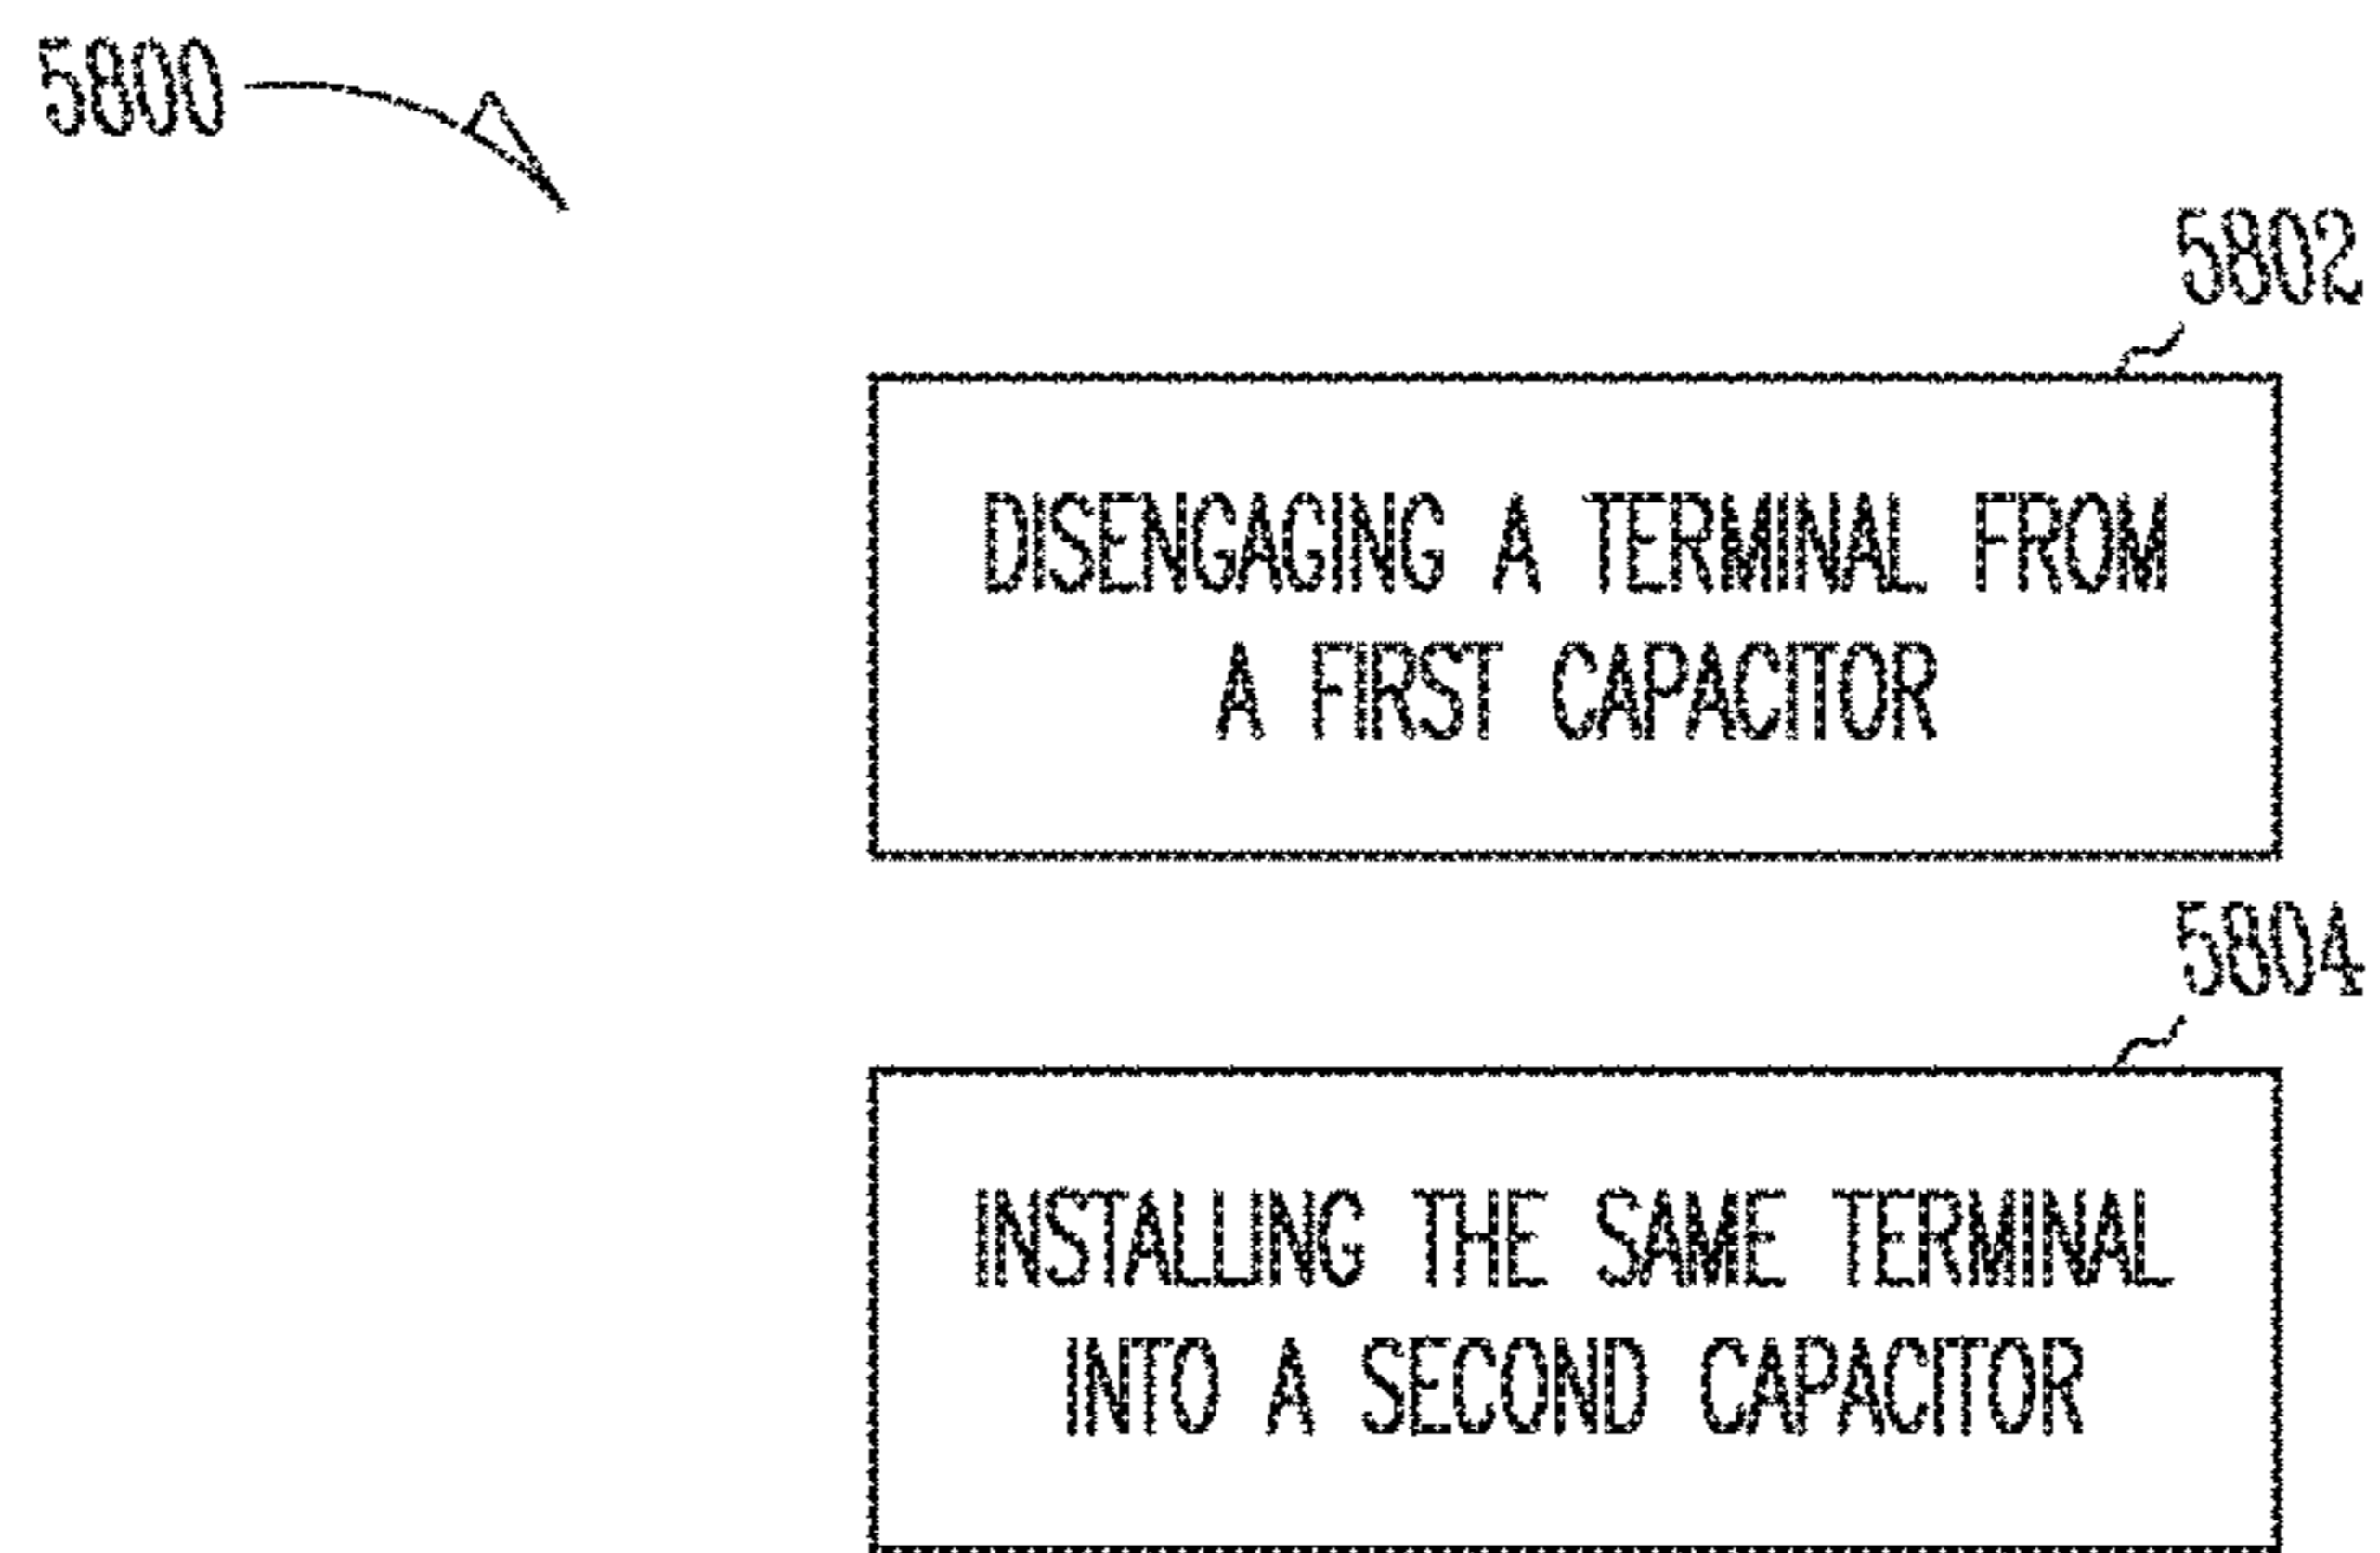 5800
5802
DISENGAGING A TERMINAL FROM
A FIRST CAPACITOR
5804
INSTALLING THE SAME TERMINAL
INTO A SECOND CAPACITOR